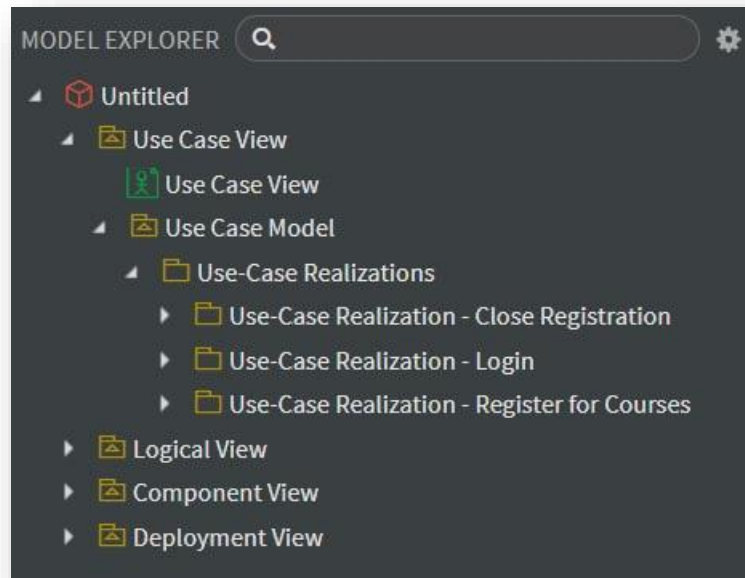 MODEL EXPLORER
Untitled
Use Case View
Use Case View
Use Case Model
Use-Case Realizations
Use-Case Realization - Close Registration
Use-Case Realization - Login
Use-Case Realization - Register for Courses
Logical View
Component View
Deployment View